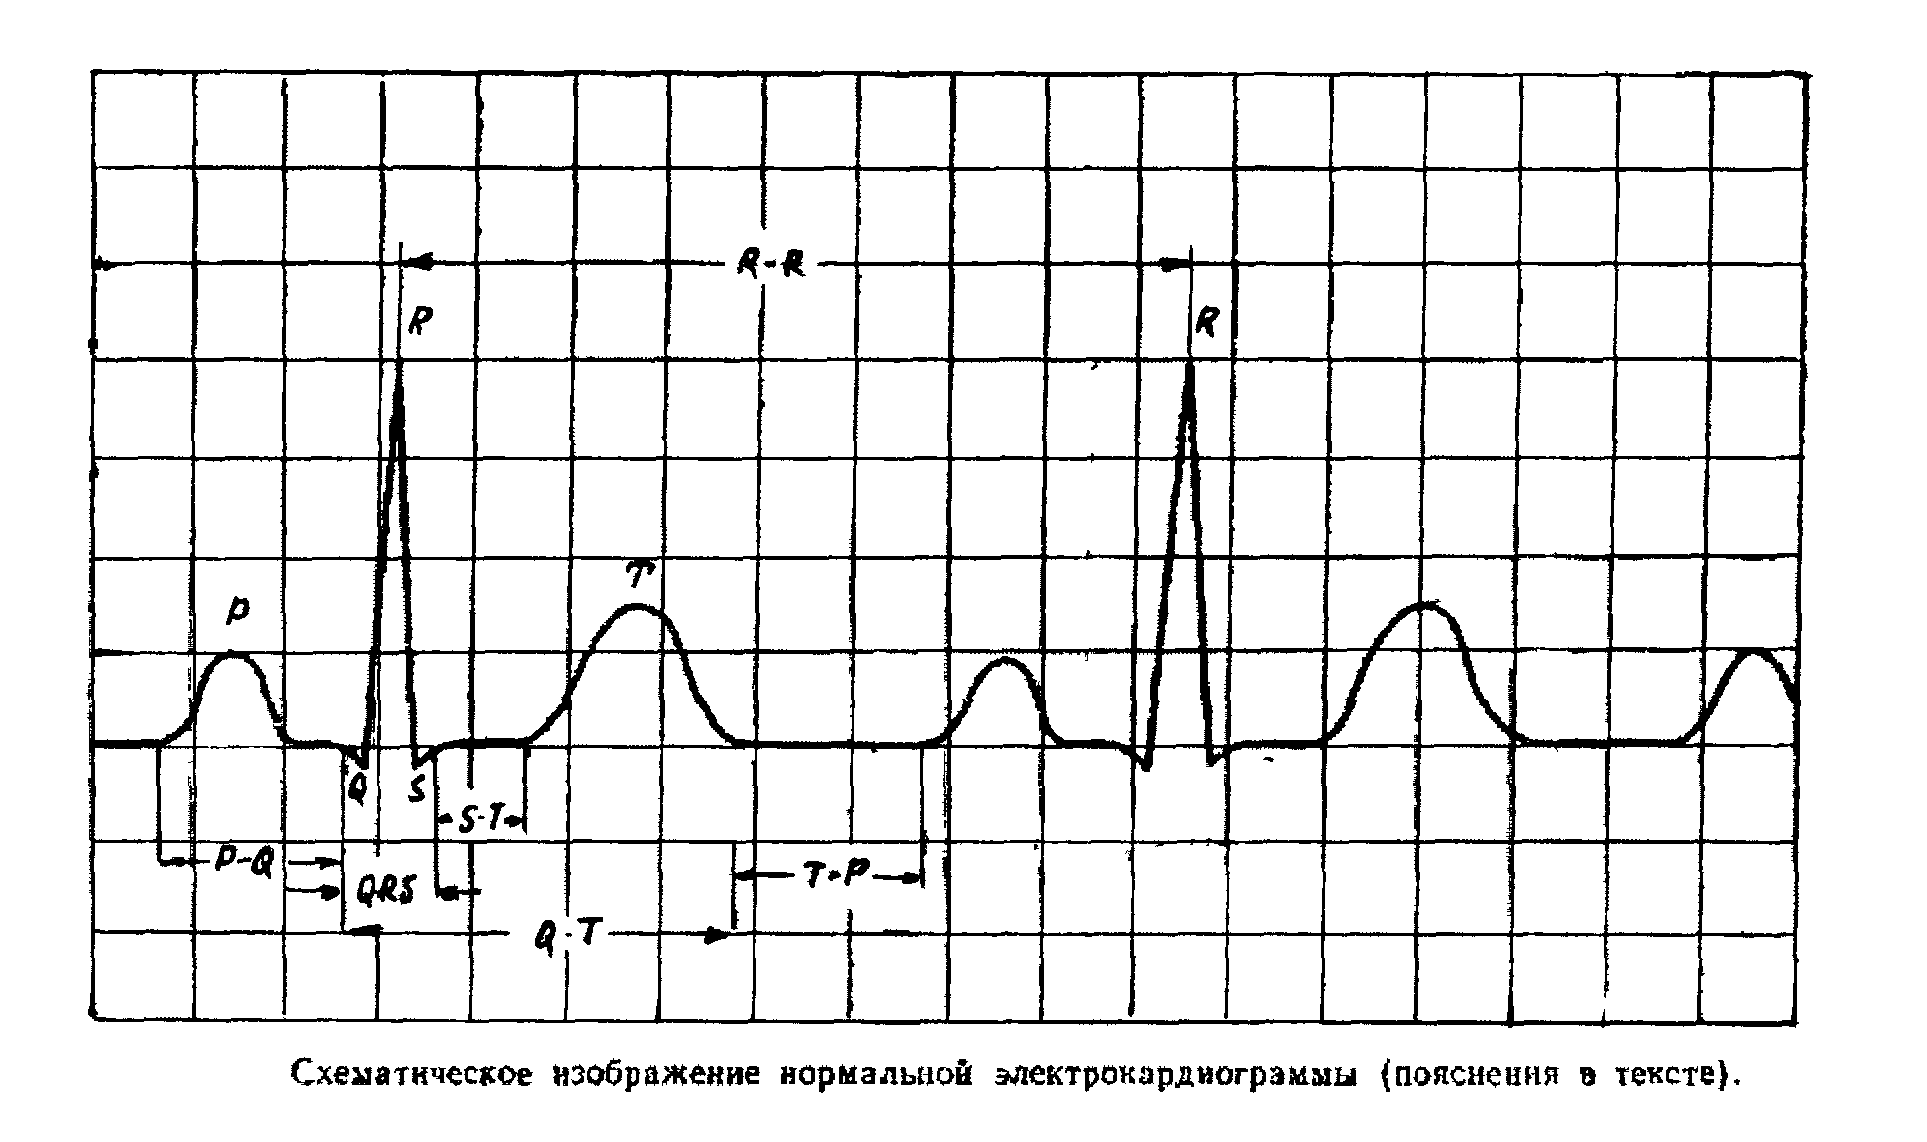 R-R
R R
T
P
Q S
S-T
P-Q
T-P
QRS
Q-T
Схематическое изображение нормальной электрокардиограммы (пояснения в тексте).